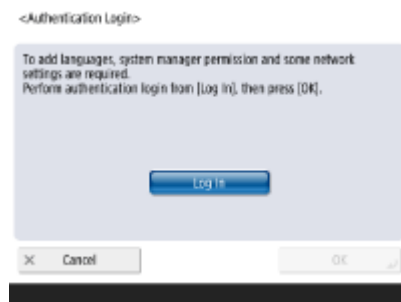 <Authentication Login>
To add languages, system manager permission and some network
settings are required.
Perform authentication login from [Log In], then press [OK].
Log In
Cancel
OK